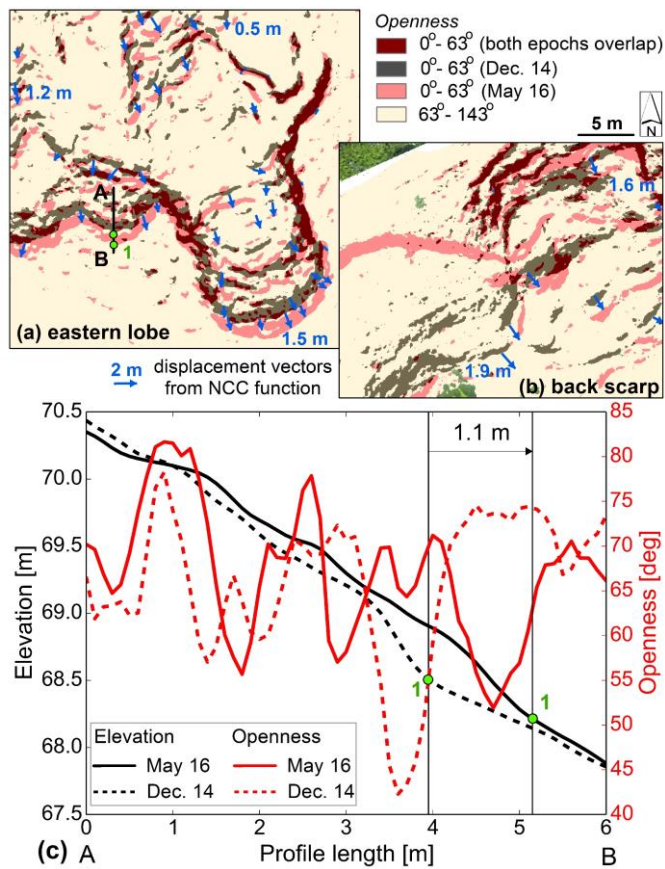 Openness
0°- 63° (both epochs overlap)
0°- 63° (Dec. 14)
0°- 63° (May 16)
63°- 143°
N
5 m
0.5 m
1.2 m
A
B
1
1.5 m
(a) eastern lobe
1.6 m
1.9 m
(b) back scarp
2 m displacement vectors
from NCC function
70.5
70.0
69.5
69.0
68.5
68.0
67.5
Elevation [m]
1.1 m
85
80
75
70
65
60
55
50
45
40
Openness [deg]
1
1
Elevation Openness
May 16 May 16
Dec. 14 Dec. 14
0 1 2 3 4 5 6
(c) A Profile length [m] B